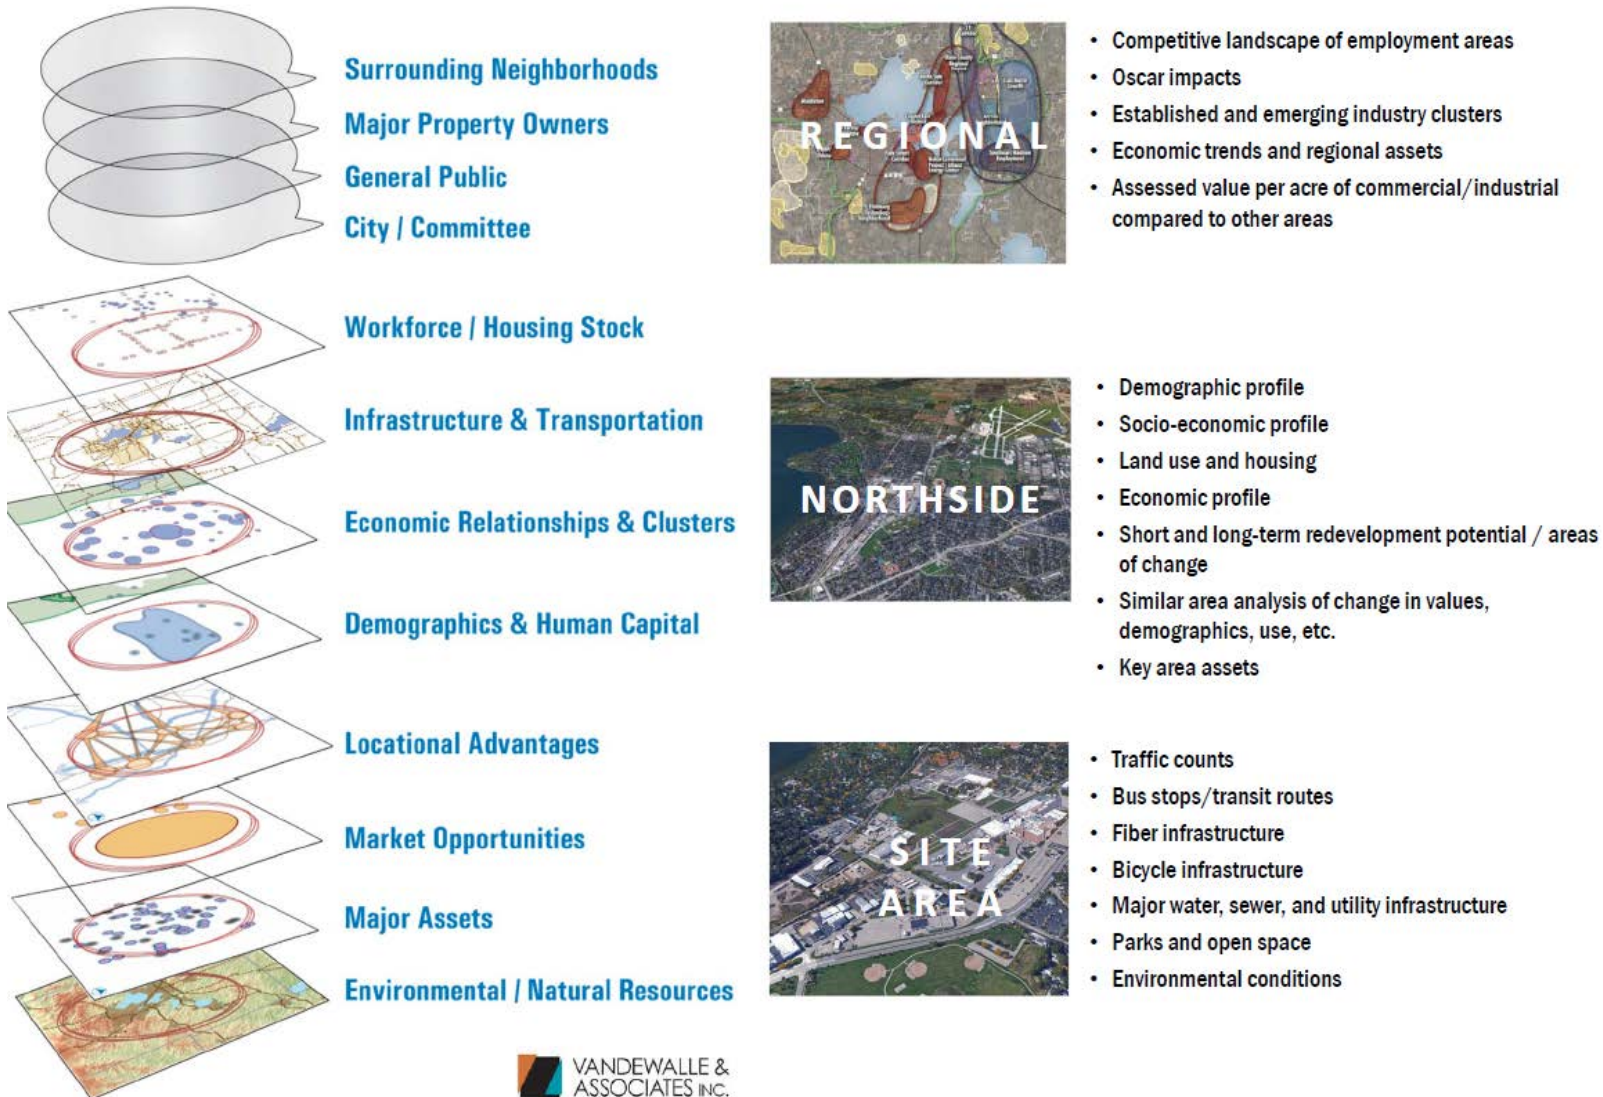 Surrounding Neighborhoods
Major Property Owners
General Public
City / Committee
Workforce / Housing Stock
Infrastructure & Transportation
Economic Relationships & Clusters
Demographics & Human Capital
Locational Advantages
Market Opportunities
Major Assets
Environmental / Natural Resources
VANDEWALLE &
ASSOCIATES INC.
REGIONAL
Middleton
• Competitive landscape of employment areas
• Oscar impacts
• Established and emerging industry clusters
• Economic trends and regional assets
• Assessed value per acre of commercial/industrial
compared to other areas
NORTHSIDE
• Demographic profile
• Socio-economic profile
• Land use and housing
• Economic profile
• Short and long-term redevelopment potential / areas
of change
• Similar area analysis of change in values,
demographics, use, etc.
• Key area assets
SITE
AREA
• Traffic counts
• Bus stops/transit routes
• Fiber infrastructure
• Bicycle infrastructure
• Major water, sewer, and utility infrastructure
• Parks and open space
• Environmental conditions